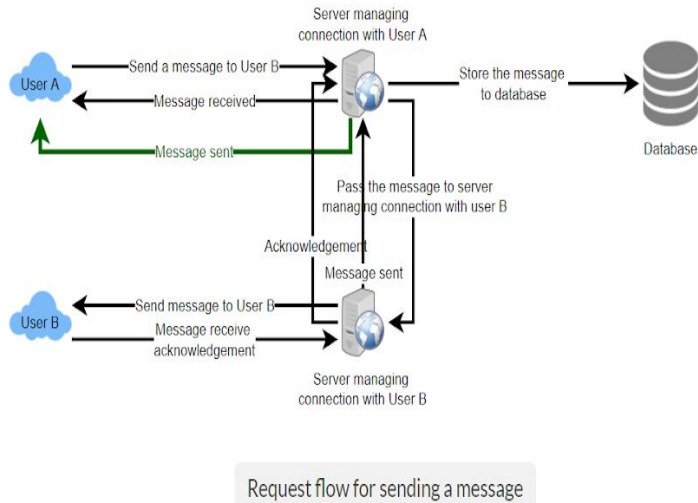 Server managing
connection with User A
Send a message to User B
User A
Message received
Store the message
to database
Message sent
Database
Pass the message to server
managing connection with user B
Acknowledgement
Message sent
Send message to User B
User B
Message receive
acknowledgement
Server managing
connection with User B
Request flow for sending a message